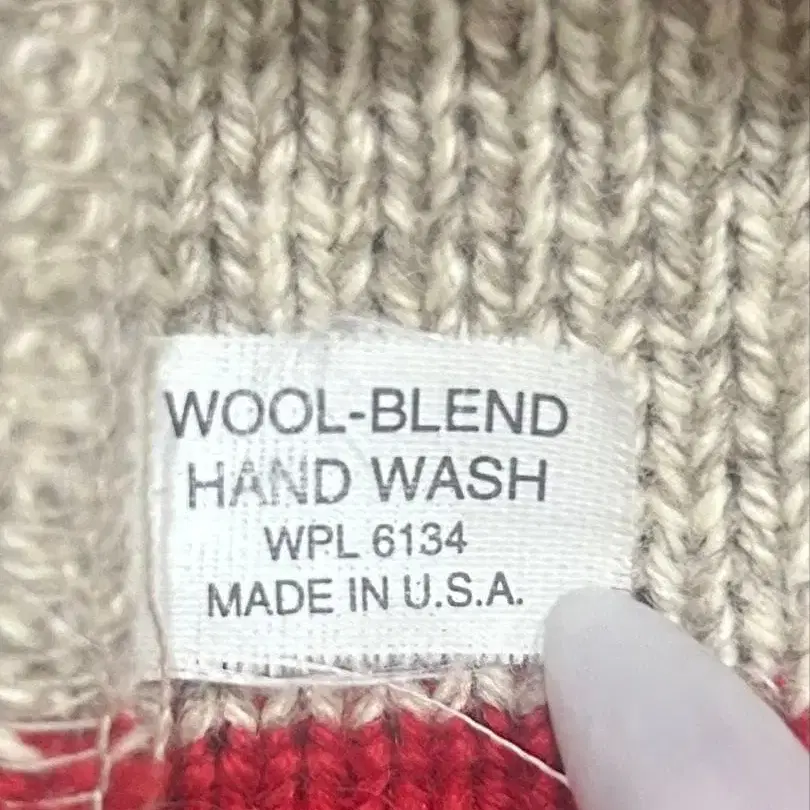 WOOL-BLEND
HAND WASH
WPL 6134
MADE IN U.S.A.